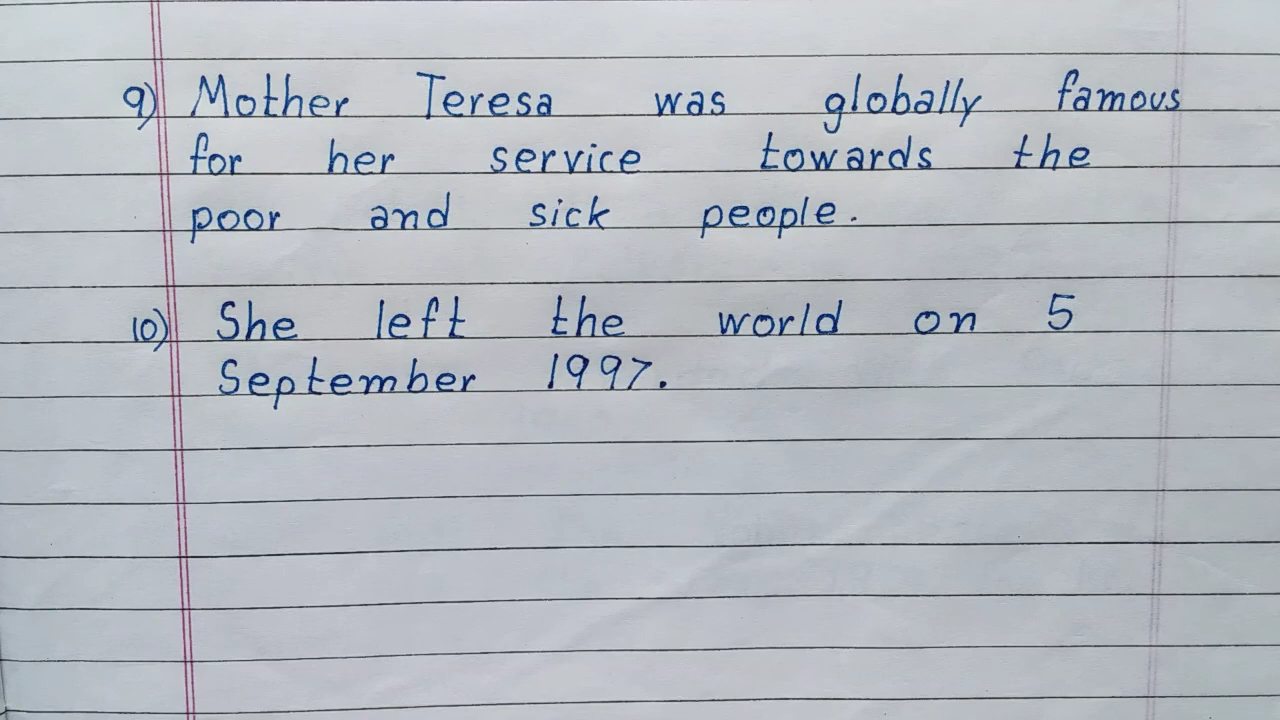 9) Mother Teresa was globally famous
for her service towards the
poor and sick people.
10) She left the world on 5
September 1997.